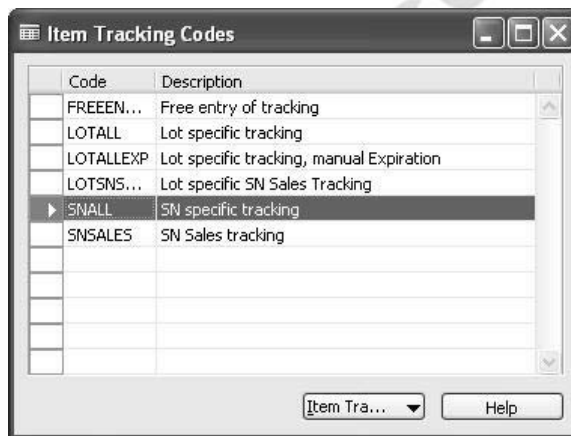 Item Tracking Codes
Code Description
FREEEN... Free entry of tracking
LOTALL Lot specific tracking
LOTALLEXP Lot specific tracking, manual Expiration
LOTSNS... Lot specific SN Sales Tracking
SNALL SN specific tracking
SNSALES SN Sales tracking
Item Tra... Help